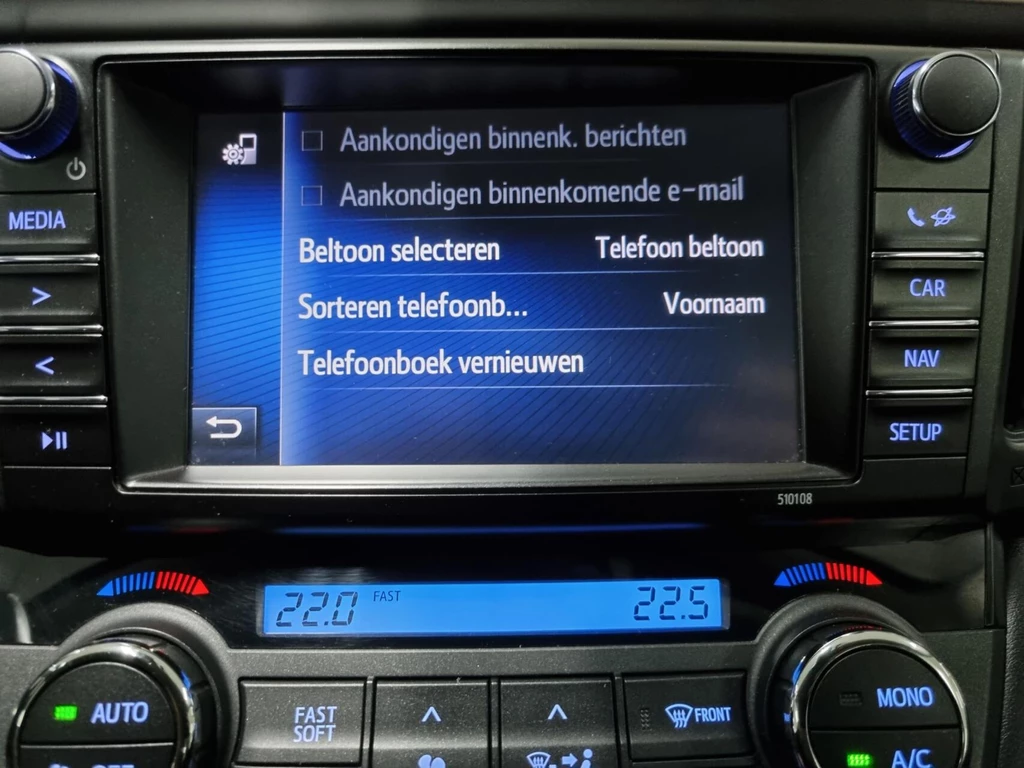 Aankondigen binnenk. berichten
Aankondigen binnenkomende e-mail
Beltoon selecteren Telefoon beltoon
Sorteren telefoonb... Voornaam
Telefoonboek vernieuwen
MEDIA
>
<
CAR
NAV
SETUP
510108
22.0 FAST 22.5
AUTO
FAST
SOFT
FRONT
MONO
A/C